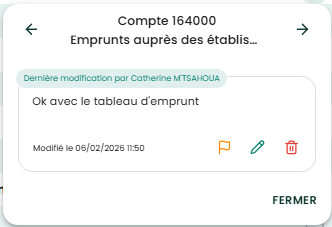 Compte 164000
Emprunts auprès des établis...
Dernière modification par Catherine M'TSAHOUA
Ok avec le tableau d'emprunt
Modifié le 06/02/2026 11:50
FERMER